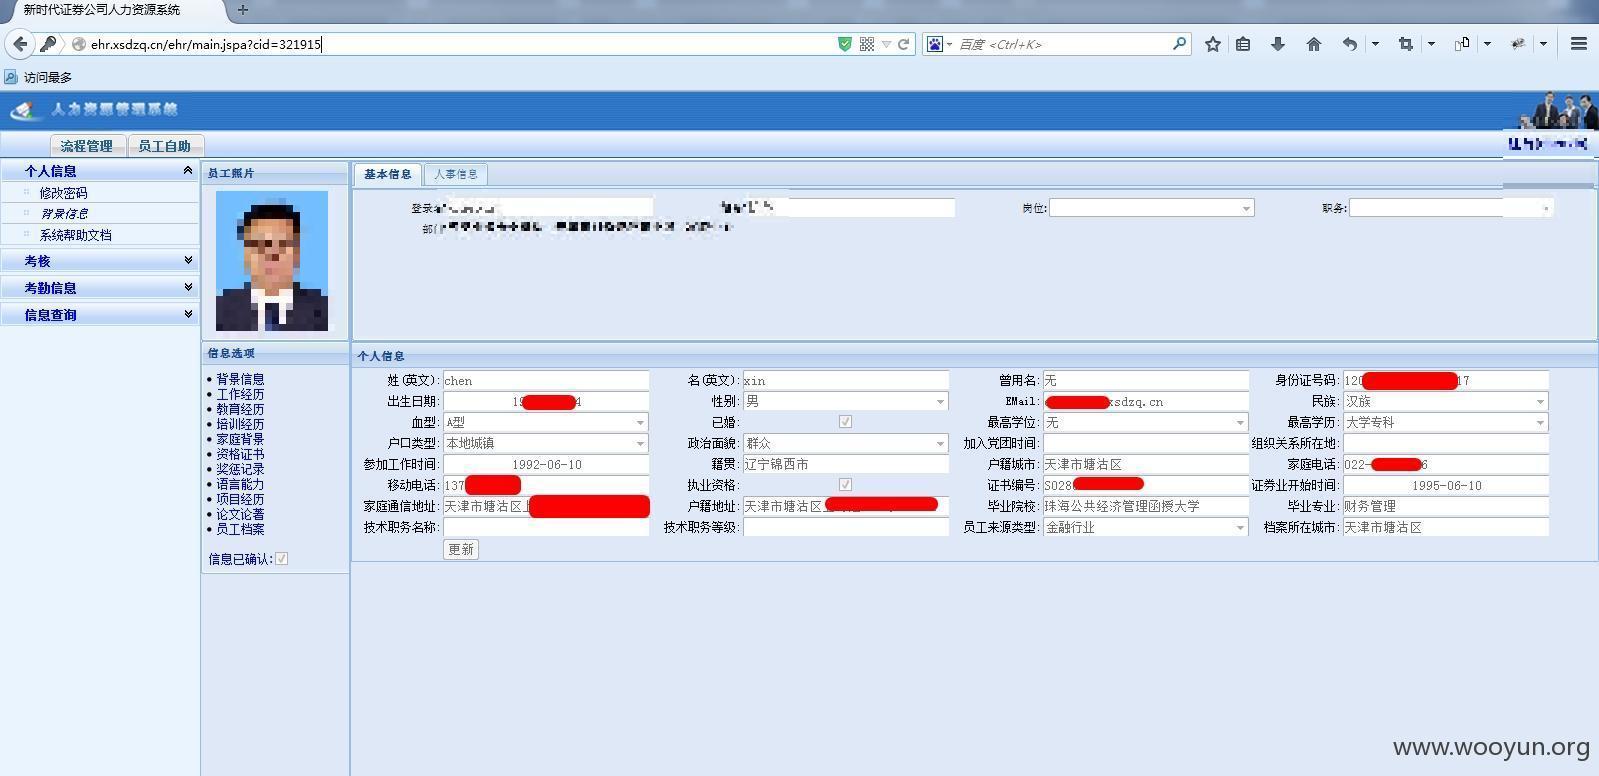 新时代证券公司人力资源系统
ehr.xsdzq.cn/ehr/main.jspa?cid=321915
百度 <Ctrl+K>
访问最多
人力资源管理系统
流程管理 员工自助
个人信息
修改密码
背景信息
系统帮助文档
考核
考勤信息
信息查询
员工照片
信息选项
背景信息
工作经历
教育经历
培训经历
家庭背景
资格证书
奖惩记录
语言能力
项目经历
论文论著
员工档案
信息已确认:
基本信息 人事信息
登录 岗位: 职务:
部门
个人信息
姓(英文): chen 名(英文): xin 曾用名: 无 身份证号码: 120 17
出生日期: 19 4 性别: 男 EMail: xsdzq.cn 民族: 汉族
血型: A型 已婚: 最高学位: 无 最高学历: 大学专科
户口类型: 本地城镇 政治面貌: 群众 加入党团时间: 组织关系所在地:
参加工作时间: 1992-06-10 籍贯: 辽宁锦西市 户籍城市: 天津市塘沽区 家庭电话: 022- 6
移动电话: 137 执业资格: 证书编号: S028 证券业开始时间: 1995-06-10
家庭通信地址: 天津市塘沽区上 户籍地址: 天津市塘沽区 毕业院校: 珠海公共经济管理函授大学 毕业专业: 财务管理
技术职务名称: 技术职务等级: 员工来源类型: 金融行业 档案所在城市: 天津市塘沽区
更新
www.wooyun.org